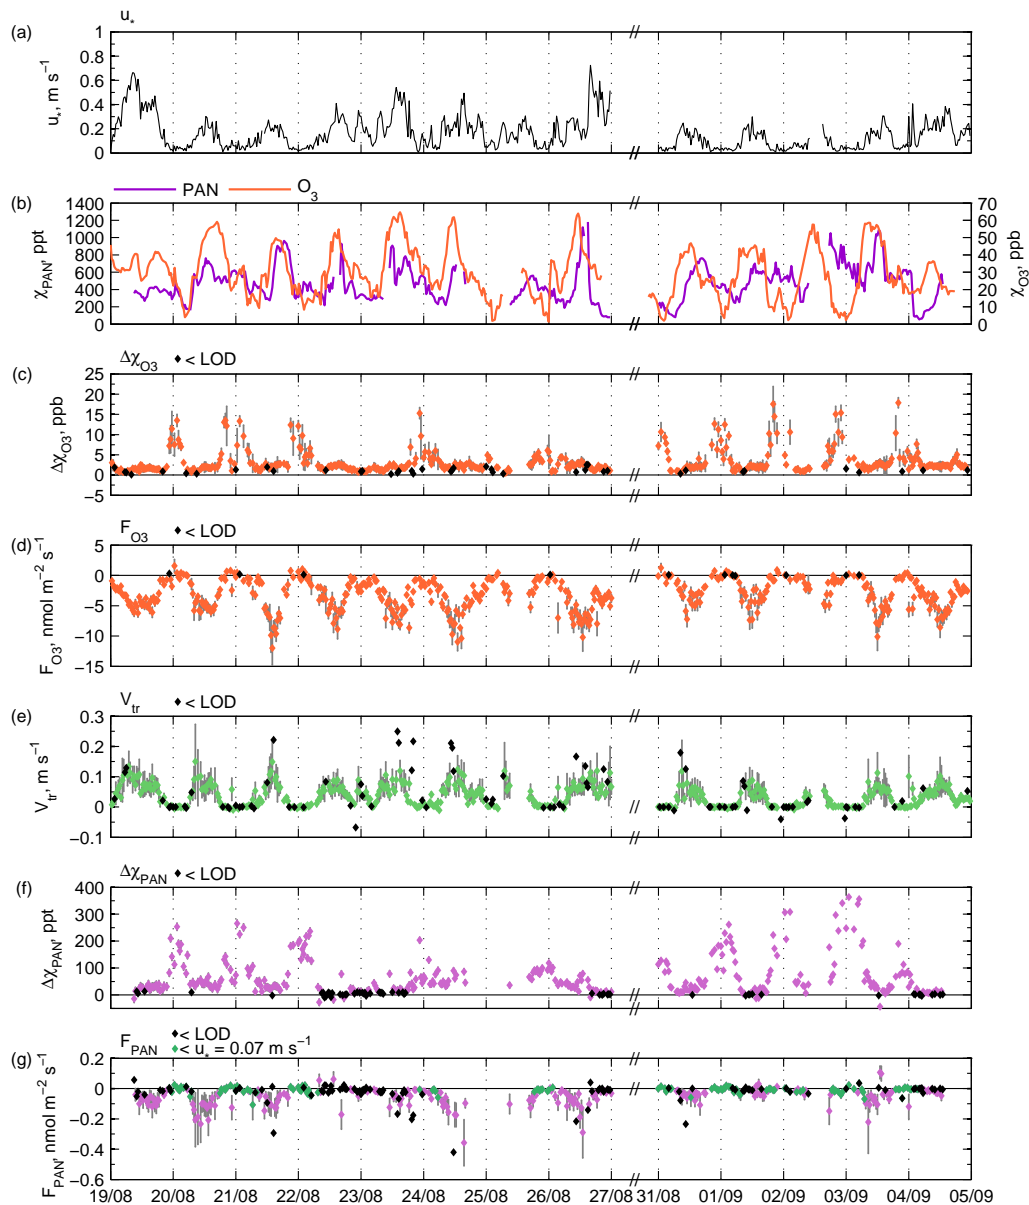 (a)
u*
1
0.8
0.6
0.4
0.2
0
u*, m s−1
//
//
PAN
O3
(b)
1400
1200
1000
800
600
400
200
0
χPAN, ppt
70
60
50
40
30
20
10
0
χO3, ppb
//
//
(c)
ΔχO3
< LOD
25
20
15
10
5
0
−5
ΔχO3, ppb
//
//
(d)
FO3
< LOD
5
0
−5
−10
−15
FO3, nmol m−2 s−1
//
//
(e)
Vtr
< LOD
0.3
0.2
0.1
0
−0.1
Vtr, m s−1
//
//
(f)
ΔχPAN
< LOD
400
300
200
100
0
ΔχPAN, ppt
//
//
(g)
FPAN
< LOD
< u* = 0.07 m s−1
0.2
0
−0.2
−0.4
−0.6
FPAN, nmol m−2 s−1
//
//
19/08 20/08 21/08 22/08 23/08 24/08 25/08 26/08 27/08 31/08 01/09 02/09 03/09 04/09 05/09